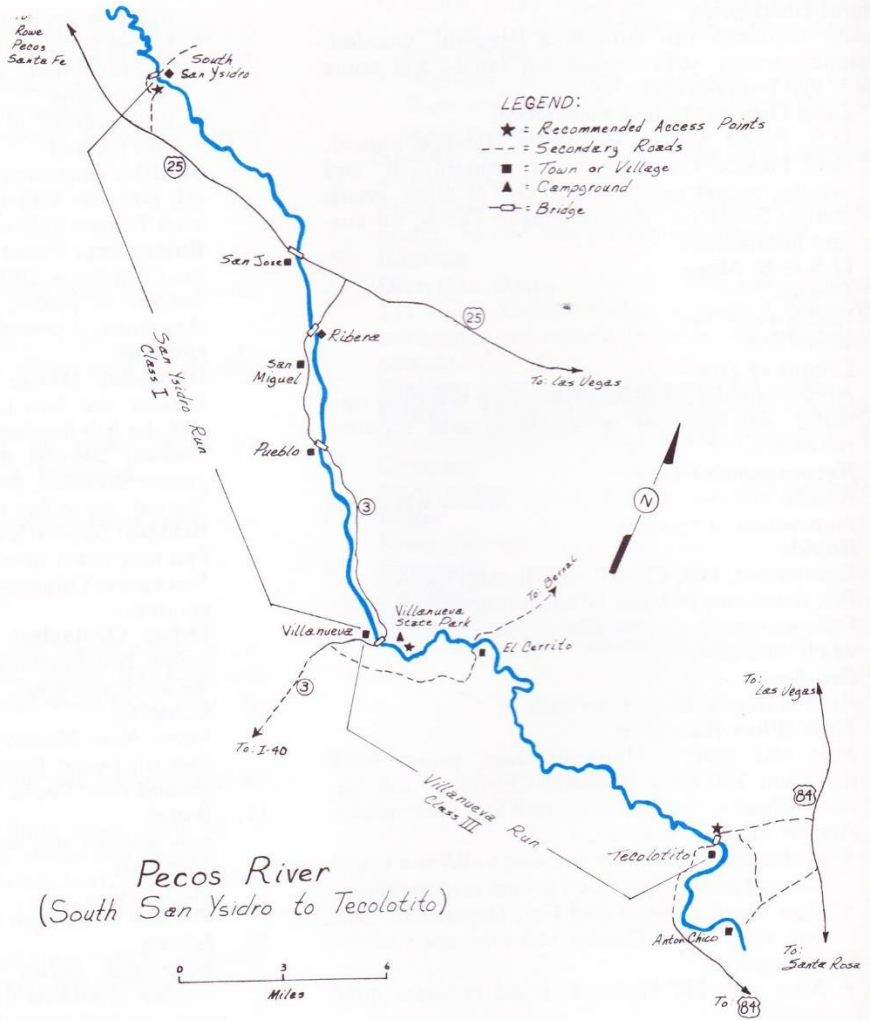 To:
Rowe
Pecos
Santa Fe
South
San Ysidro
LEGEND:
★ = Recommended Access Points
---- = Secondary Roads
■ = Town or Village
▲ = Campground
= Bridge
25
San Jose
25
Ribera
San
Miguel
To: Las Vegas
San Ysidro Run
Class I
Pueblo
N
3
To: Bernal
Villanueva
State Park
Villanueva
El Cerrito
3
To: I-40
To:
Las Vegas
Villanueva Run
Class III
84
Tecolotito
Pecos River
(South San Ysidro to Tecolotito)
Anton Chico
To:
Santa Rosa
0 3 6
Miles
To: 84